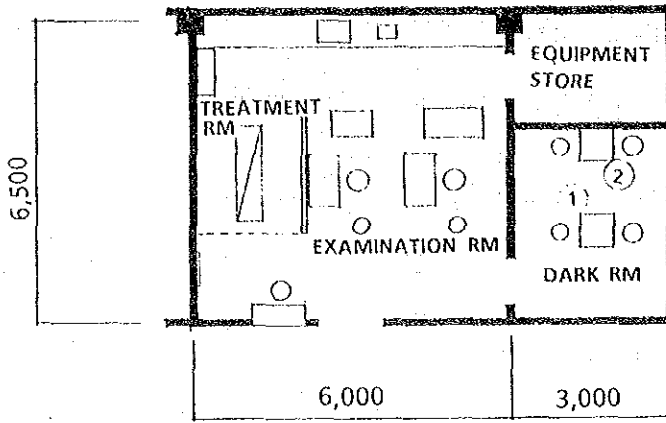 EQUIPMENT
STORE
TREATMENT
RM
6,500
2
1)
EXAMINATION RM
DARK RM
6,000
3,000